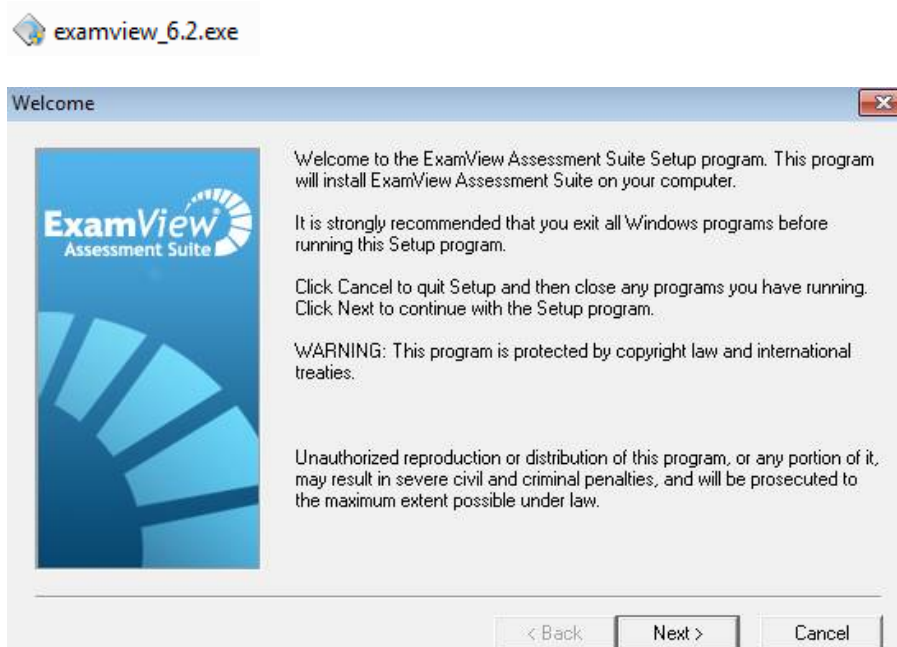 examview_6.2.exe
Welcome
ExamView
Assessment Suite
Welcome to the ExamView Assessment Suite Setup program. This program
will install ExamView Assessment Suite on your computer.
It is strongly recommended that you exit all Windows programs before
running this Setup program.
Click Cancel to quit Setup and then close any programs you have running.
Click Next to continue with the Setup program.
WARNING: This program is protected by copyright law and international
treaties.
Unauthorized reproduction or distribution of this program, or any portion of it,
may result in severe civil and criminal penalties, and will be prosecuted to
the maximum extent possible under law.
< Back Next > Cancel